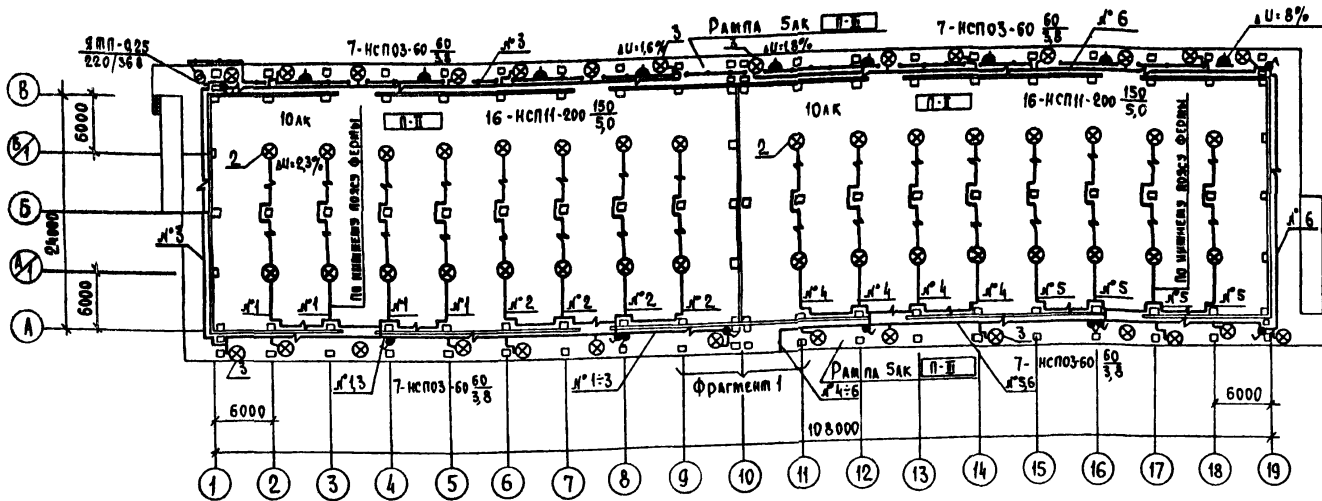 ЯТП-0,25
220/36 В
7-НСП03-60 60/3,8
№3
ΔU=1,6%
3
Рампа 5лк П-II
3
ΔU=1,8%
7-НСП03-60 60/3,8
№6
ΔU=8%
В
10лк
П-II
16-НСП11-200 150/5,0
10лк
П-II
16-НСП11-200 150/5,0
6000
Б/1
2
ΔU=2,3%
По нижнему поясу фермы
2
По нижнему поясу фермы
Б
24000
№3
№6
А/1
6000
№1
№1
№1
№1
№2
№2
№2
№2
№4
№4
№4
№4
№5
№5
№5
№5
А
3
№1,3
7-НСП03-60 60/3,8
№1÷3
Фрагмент 1
Рампа 5лк П-II
№4÷6
3
№3,6
7-НСП03-60 60/3,8
6000
6000
108000
1 2 3 4 5 6 7 8 9 10 11 12 13 14 15 16 17 18 19